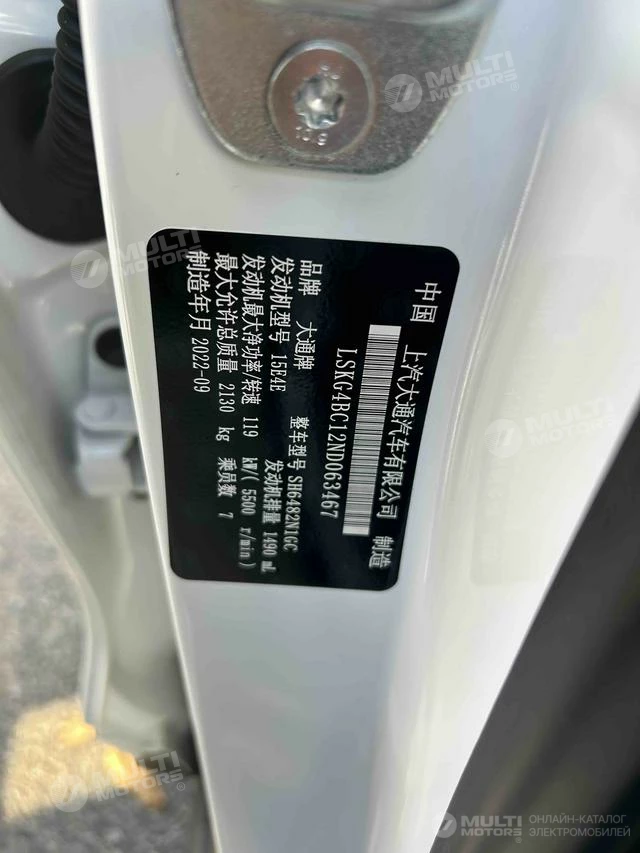 10.9
中国 上汽大通汽车有限公司 制造
LSKG4BC12ND063467
品牌 大通牌 整车型号 SH6482N1GC
发动机型号 15E4E 发动机排量 1490 mL
发动机最大净功率/转速 119 kW/( 5500 r/min)
最大允许总质量 2130 kg 乘员数 7
制造年月 2022-09
MULTI MOTORS®
MULTI MOTORS®
MULTI MOTORS®
MULTI MOTORS®
MULTI MOTORS®
MULTI MOTORS® ОНЛАЙН-КАТАЛОГ
ЭЛЕКТРОМОБИЛЕЙ